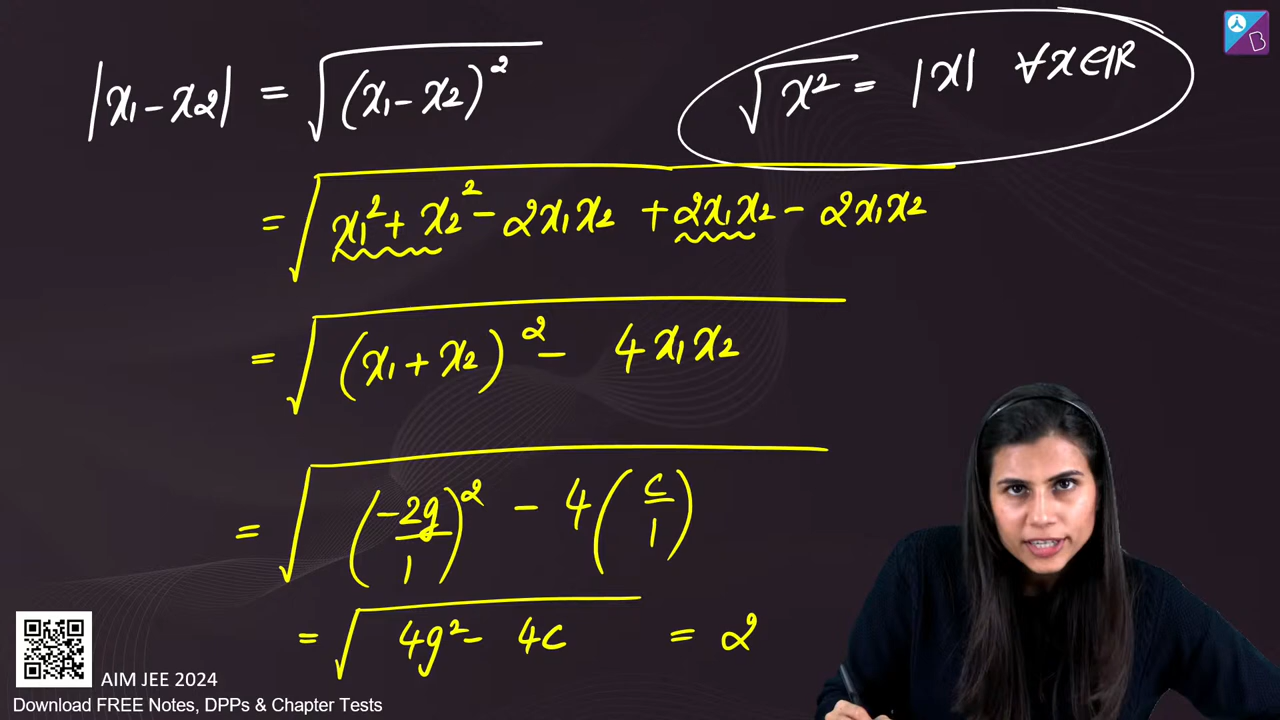 |x₁ - x₂| = √(x₁ - x₂)²
√x² = |x| ∀x∈ℝ
= √x₁² + x₂² - 2x₁x₂ + 2x₁x₂ - 2x₁x₂
= √(x₁ + x₂)² - 4x₁x₂
= √(-2g/1)² - 4(c/1)
= √4g² - 4c = 2
AIM JEE 2024
Download FREE Notes, DPPs & Chapter Tests
B